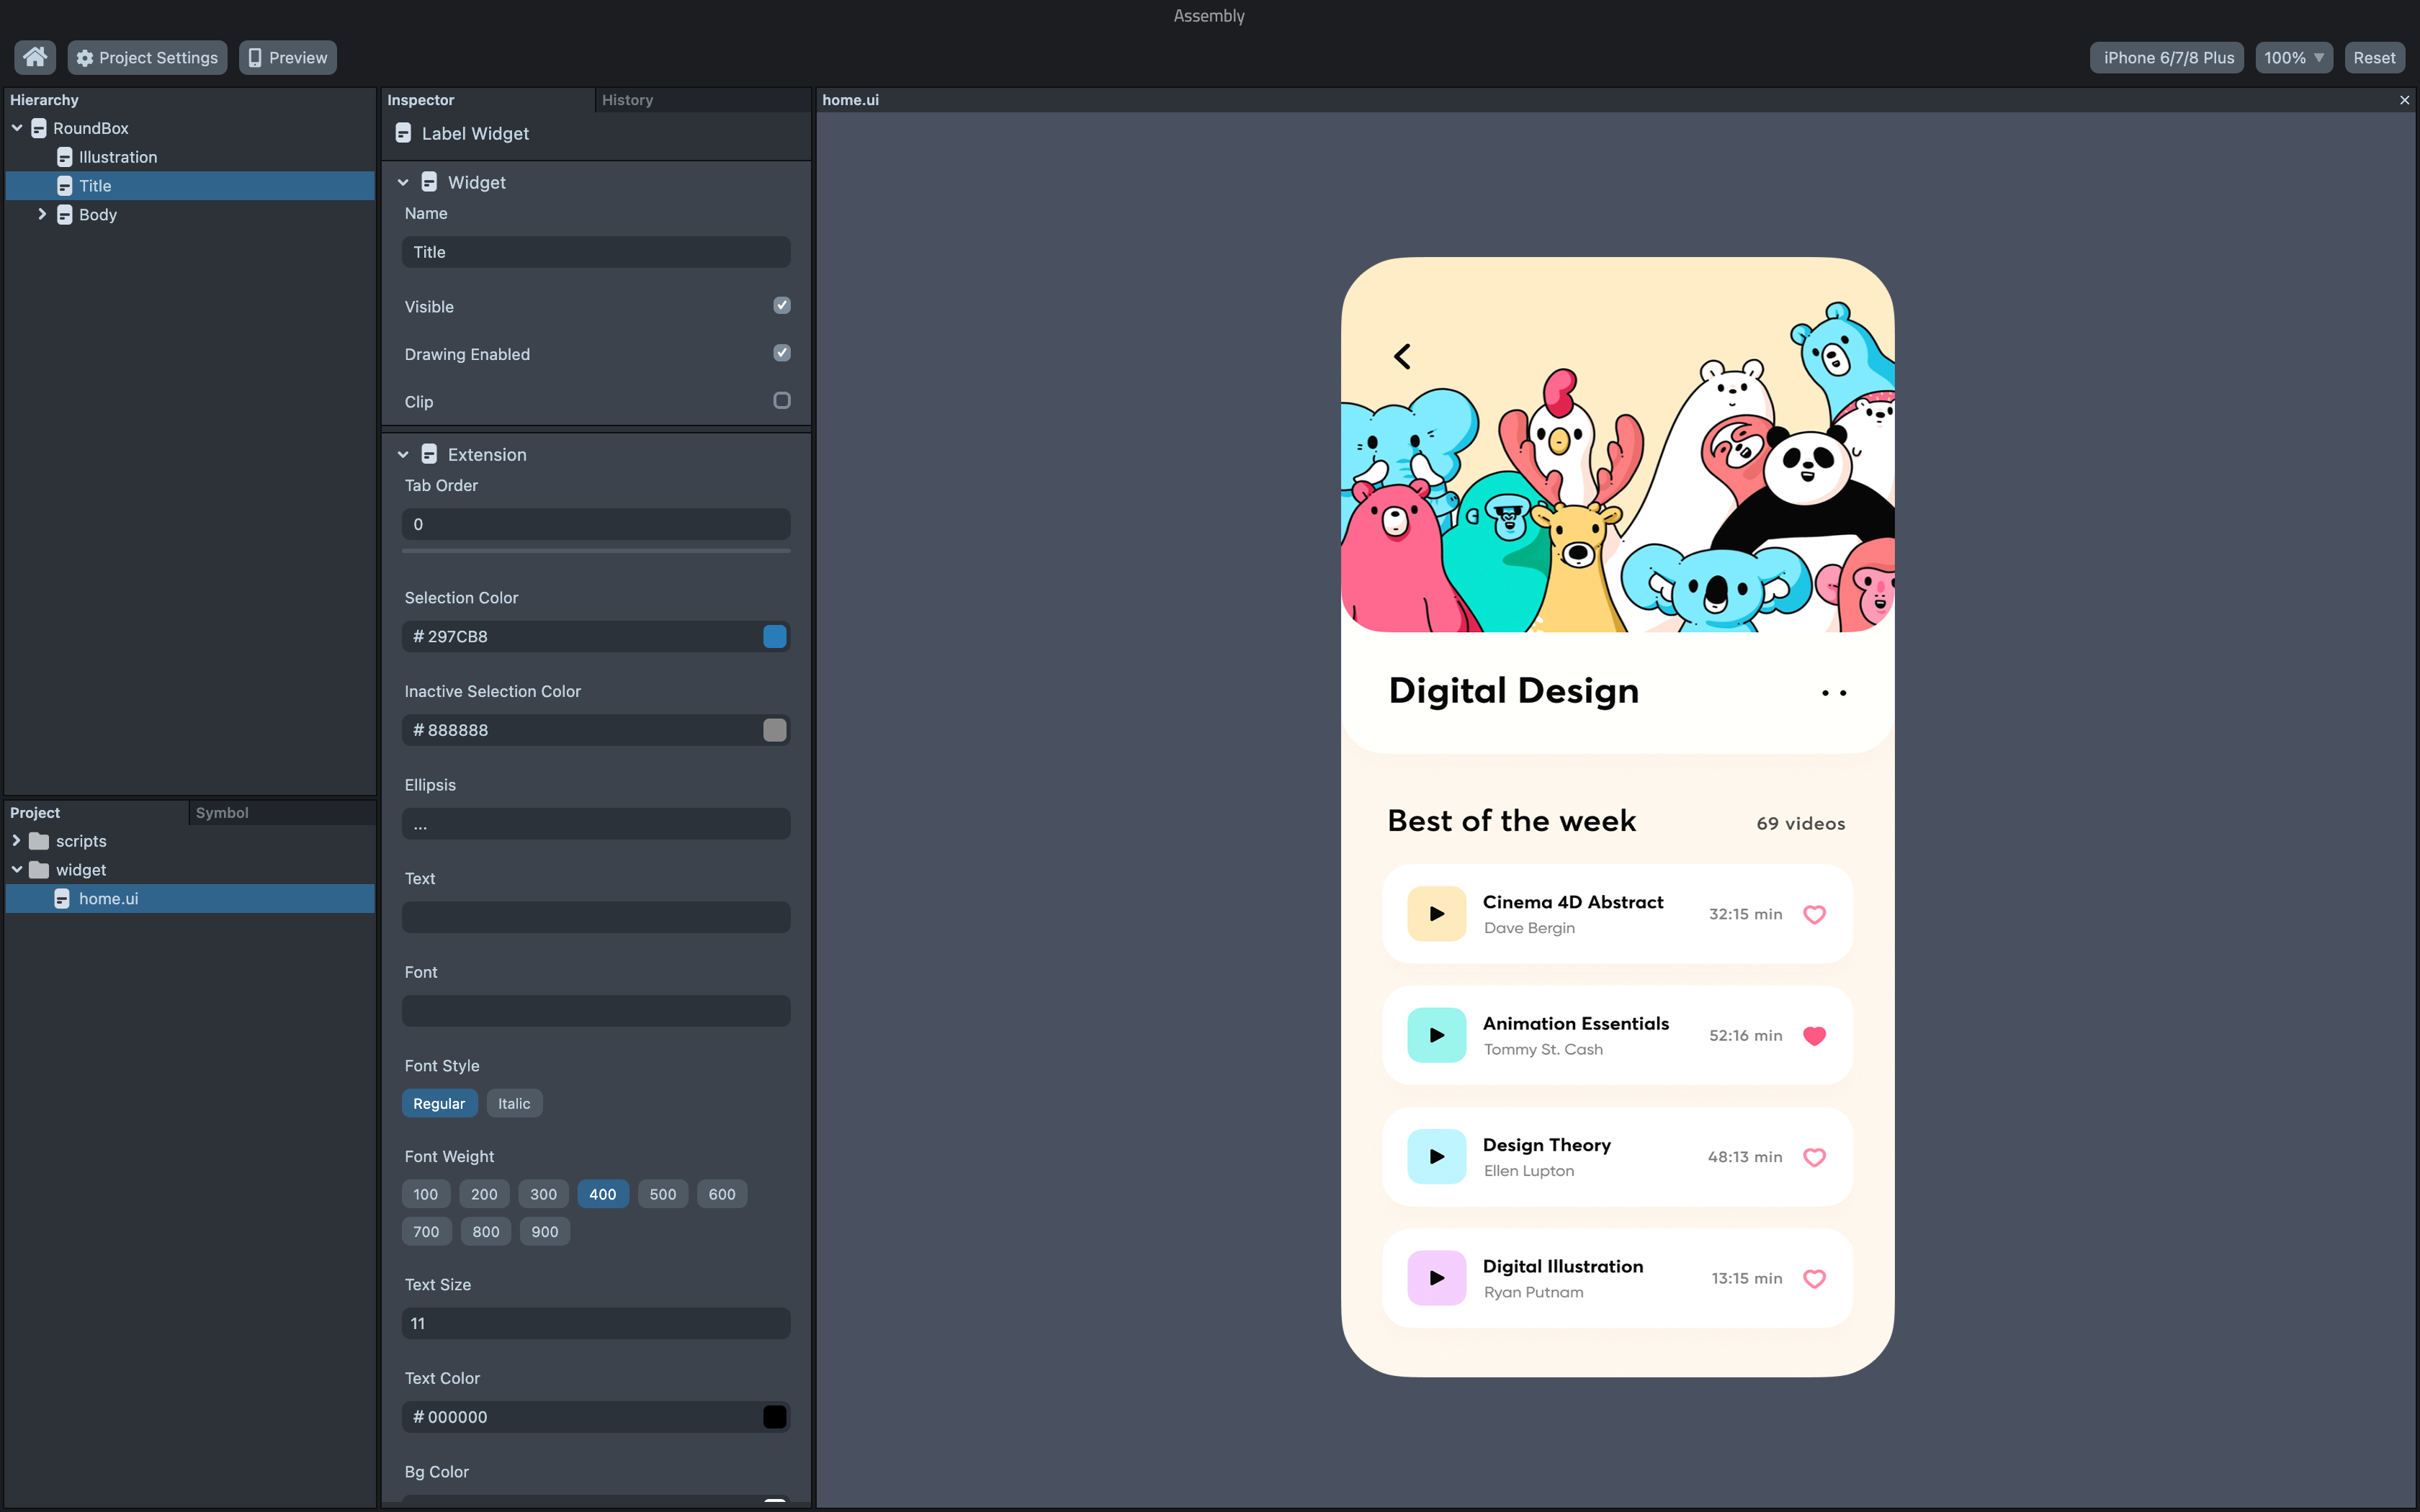 Assembly
Project Settings
Preview
iPhone 6/7/8 Plus
100%
Reset
Hierarchy
RoundBox
Illustration
Title
Body
Project
Symbol
scripts
widget
home.ui
Inspector
History
Label Widget
Widget
Name
Title
Visible
Drawing Enabled
Clip
Extension
Tab Order
0
Selection Color
# 297CB8
Inactive Selection Color
# 888888
Ellipsis
...
Text
Font
Font Style
Regular Italic
Font Weight
100 200 300 400 500 600
700 800 900
Text Size
11
Text Color
# 000000
Bg Color
home.ui
Digital Design
Best of the week
69 videos
Cinema 4D Abstract
Dave Bergin
32:15 min
Animation Essentials
Tommy St. Cash
52:16 min
Design Theory
Ellen Lupton
48:13 min
Digital Illustration
Ryan Putnam
13:15 min